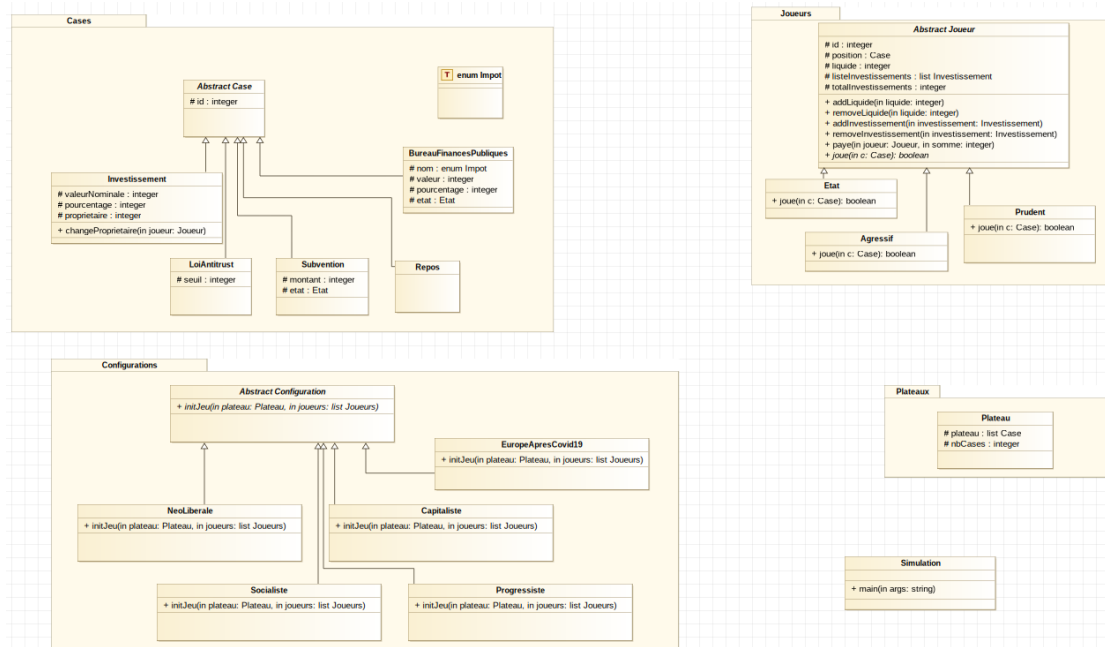 Cases
Abstract Case
# id : integer
T enum Impot
BureauFinancesPubliques
# nom : enum Impot
# valeur : integer
# pourcentage : integer
# etat : Etat
Investissement
# valeurNominale : integer
# pourcentage : integer
# proprietaire : integer
+ changeProprietaire(in joueur: Joueur)
LoiAntitrust
# seuil : integer
Subvention
# montant : integer
# etat : Etat
Repos
Joueurs
Abstract Joueur
# id : integer
# position : Case
# liquide : integer
# listeInvestissements : list Investissement
# totalInvestissements : integer
+ addLiquide(in liquide: integer)
+ removeLiquide(in liquide: integer)
+ addInvestissement(in investissement: Investissement)
+ removeInvestissement(in investissement: Investissement)
+ paye(in joueur: Joueur, in somme: integer)
+ joue(in c: Case): boolean
Etat
+ joue(in c: Case): boolean
Agressif
+ joue(in c: Case): boolean
Prudent
+ joue(in c: Case): boolean
Configurations
Abstract Configuration
+ initJeu(in plateau: Plateau, in joueurs: list Joueurs)
EuropeApresCovid19
+ initJeu(in plateau: Plateau, in joueurs: list Joueurs)
NeoLiberale
+ initJeu(in plateau: Plateau, in joueurs: list Joueurs)
Capitaliste
+ initJeu(in plateau: Plateau, in joueurs: list Joueurs)
Socialiste
+ initJeu(in plateau: Plateau, in joueurs: list Joueurs)
Progressiste
+ initJeu(in plateau: Plateau, in joueurs: list Joueurs)
Plateaux
Plateau
# plateau : list Case
# nbCases : integer
Simulation
+ main(in args: string)